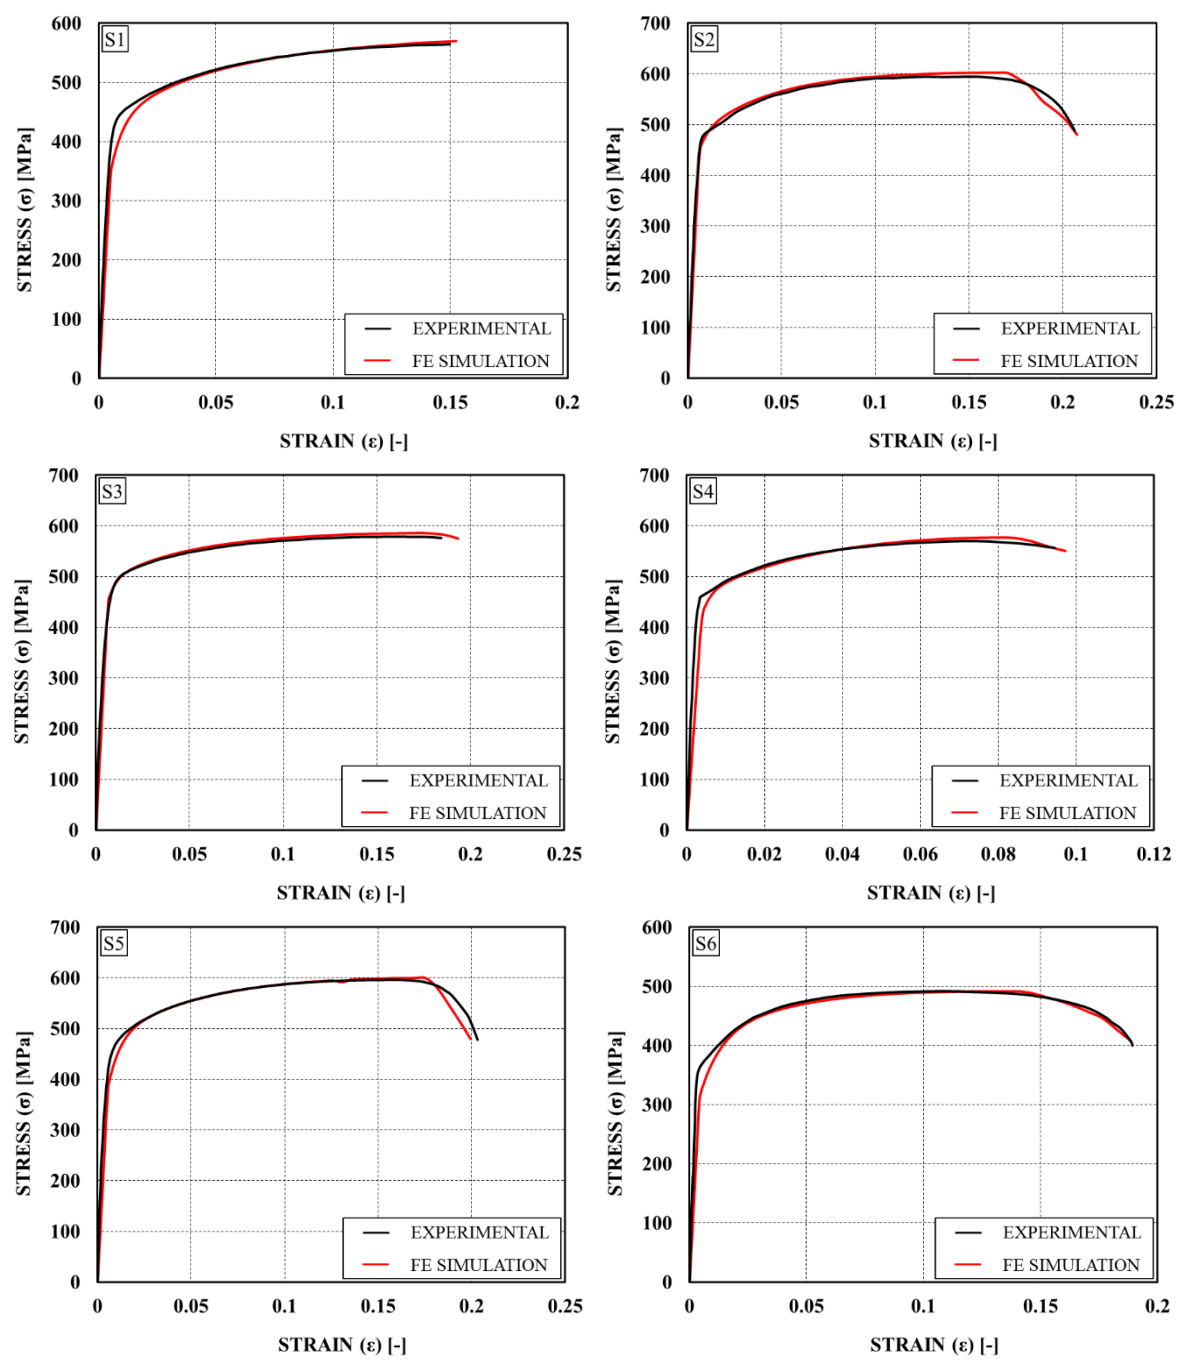 S1
STRESS (σ) [MPa]
600
500
400
300
200
100
0
0
0.05
0.1
0.15
0.2
STRAIN (ε) [-]
EXPERIMENTAL
FE SIMULATION
S2
STRESS (σ) [MPa]
700
600
500
400
300
200
100
0
0
0.05
0.1
0.15
0.2
0.25
STRAIN (ε) [-]
EXPERIMENTAL
FE SIMULATION
S3
STRESS (σ) [MPa]
700
600
500
400
300
200
100
0
0
0.05
0.1
0.15
0.2
0.25
STRAIN (ε) [-]
EXPERIMENTAL
FE SIMULATION
S4
STRESS (σ) [MPa]
700
600
500
400
300
200
100
0
0
0.02
0.04
0.06
0.08
0.1
0.12
STRAIN (ε) [-]
EXPERIMENTAL
FE SIMULATION
S5
STRESS (σ) [MPa]
700
600
500
400
300
200
100
0
0
0.05
0.1
0.15
0.2
0.25
STRAIN (ε) [-]
EXPERIMENTAL
FE SIMULATION
S6
STRESS (σ) [MPa]
600
500
400
300
200
100
0
0
0.05
0.1
0.15
0.2
STRAIN (ε) [-]
EXPERIMENTAL
FE SIMULATION